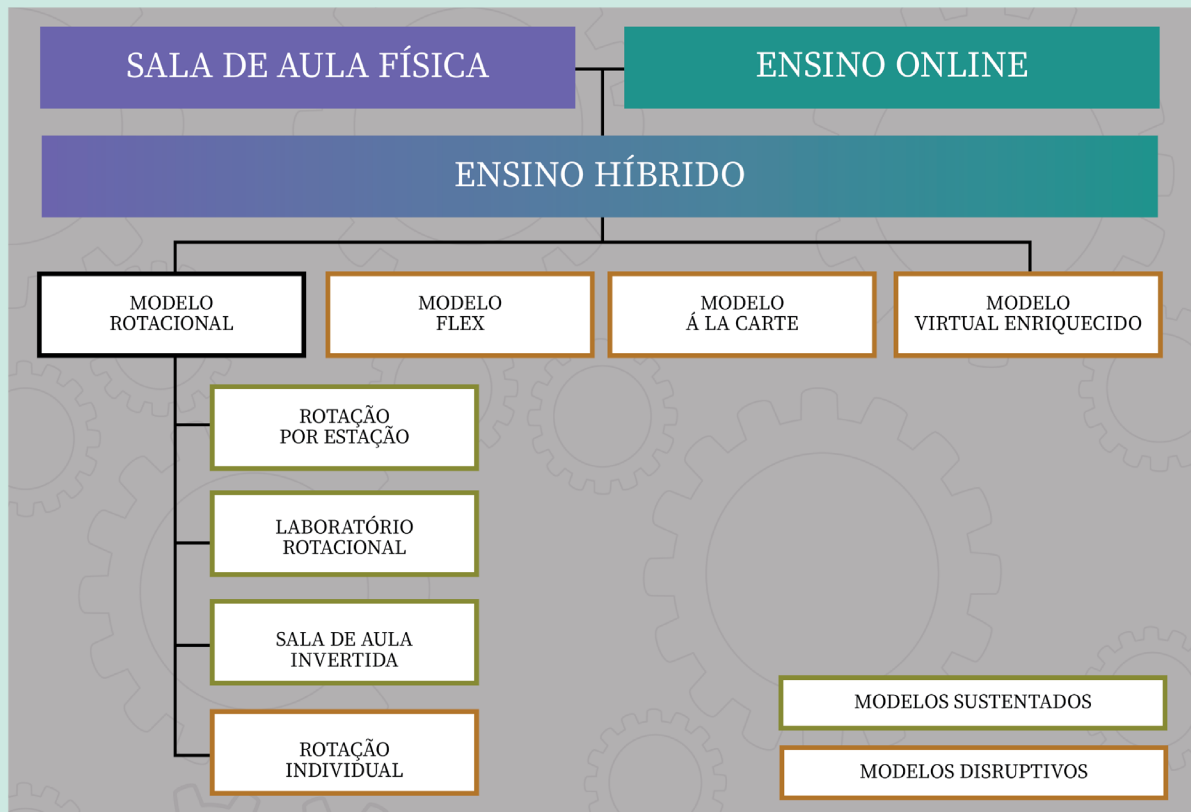 SALA DE AULA FÍSICA
ENSINO ONLINE
ENSINO HÍBRIDO
MODELO
ROTACIONAL
MODELO
FLEX
MODELO
Á LA CARTE
MODELO
VIRTUAL ENRIQUECIDO
ROTAÇÃO
POR ESTAÇÃO
LABORATÓRIO
ROTACIONAL
SALA DE AULA
INVERTIDA
ROTAÇÃO
INDIVIDUAL
MODELOS SUSTENTADOS
MODELOS DISRUPTIVOS